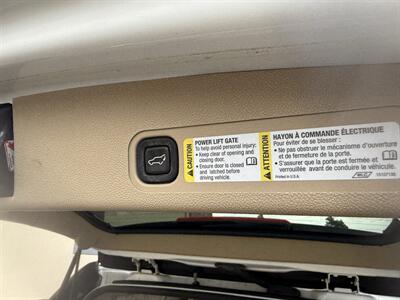 CAUTION
POWER LIFT GATE
To help avoid personal injury:
• Keep clear of opening and
closing door.
• Ensure door is closed
and latched before
driving vehicle.
ATTENTION
HAYON À COMMANDE ÉLECTRIQUE
Pour éviter de se blesser :
• Ne pas obstruer le mécanisme d'ouverture
et de fermeture de la porte.
• S'assurer que la porte est fermée et
verrouillée avant de conduire le véhicule.
Printed in U.S.A.